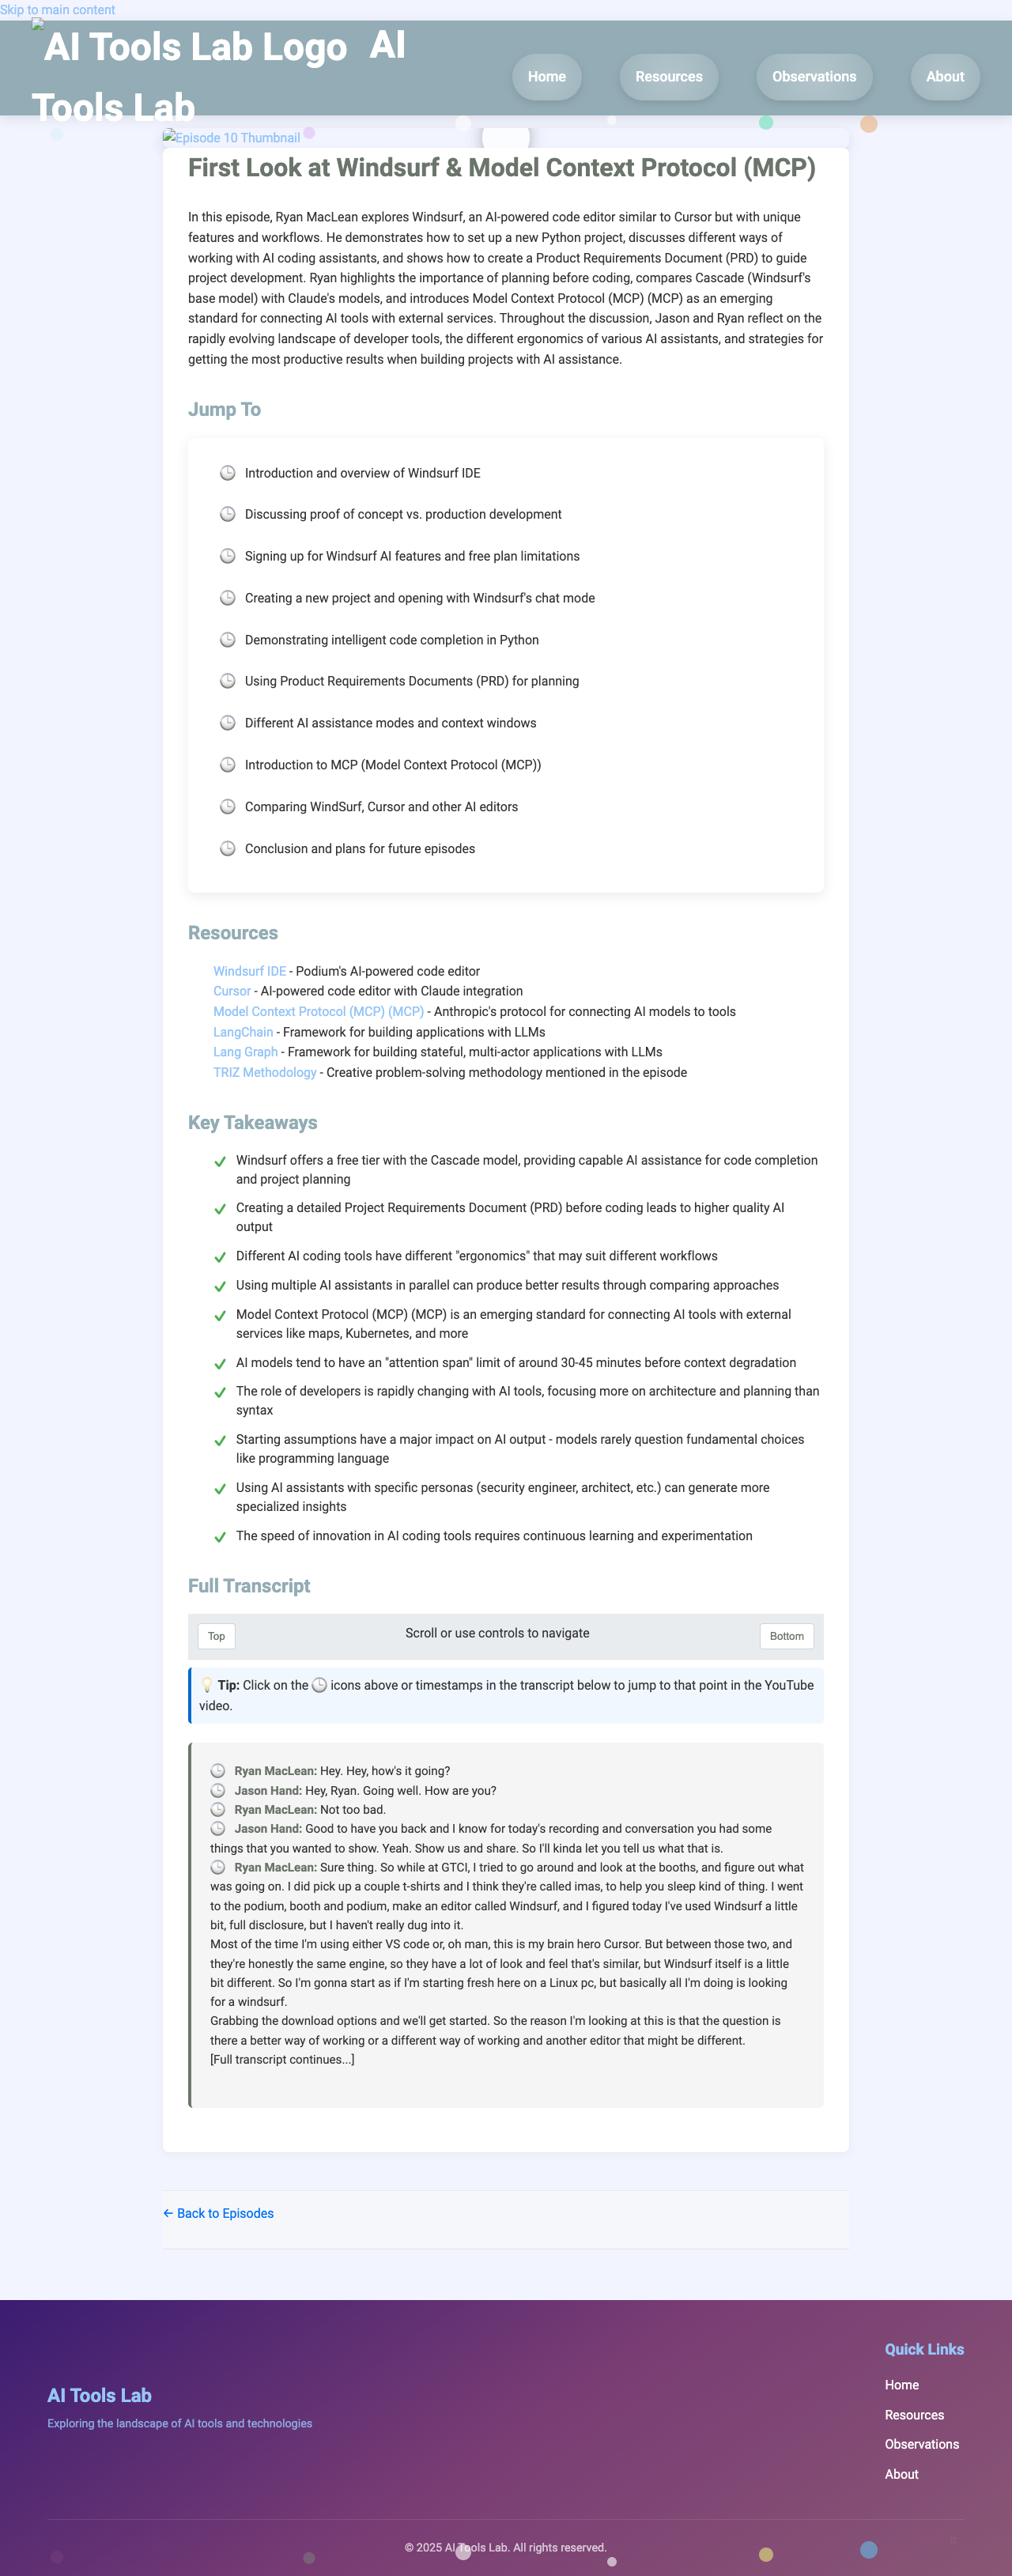 Skip to main content
AI Tools Lab Logo AI
Tools Lab
Home
Resources
Observations
About
Episode 10 Thumbnail
First Look at Windsurf & Model Context Protocol (MCP)
In this episode, Ryan MacLean explores Windsurf, an AI-powered code editor similar to Cursor but with unique
features and workflows. He demonstrates how to set up a new Python project, discusses different ways of
working with AI coding assistants, and shows how to create a Product Requirements Document (PRD) to guide
project development. Ryan highlights the importance of planning before coding, compares Cascade (Windsurf's
base model) with Claude's models, and introduces Model Context Protocol (MCP) (MCP) as an emerging
standard for connecting AI tools with external services. Throughout the discussion, Jason and Ryan reflect on the
rapidly evolving landscape of developer tools, the different ergonomics of various AI assistants, and strategies for
getting the most productive results when building projects with AI assistance.
Jump To
Introduction and overview of Windsurf IDE
Discussing proof of concept vs. production development
Signing up for Windsurf AI features and free plan limitations
Creating a new project and opening with Windsurf's chat mode
Demonstrating intelligent code completion in Python
Using Product Requirements Documents (PRD) for planning
Different AI assistance modes and context windows
Introduction to MCP (Model Context Protocol (MCP))
Comparing WindSurf, Cursor and other AI editors
Conclusion and plans for future episodes
Resources
Windsurf IDE - Podium's AI-powered code editor
Cursor - AI-powered code editor with Claude integration
Model Context Protocol (MCP) (MCP) - Anthropic's protocol for connecting AI models to tools
LangChain - Framework for building applications with LLMs
Lang Graph - Framework for building stateful, multi-actor applications with LLMs
TRIZ Methodology - Creative problem-solving methodology mentioned in the episode
Key Takeaways
Windsurf offers a free tier with the Cascade model, providing capable AI assistance for code completion
and project planning
Creating a detailed Project Requirements Document (PRD) before coding leads to higher quality AI
output
Different AI coding tools have different "ergonomics" that may suit different workflows
Using multiple AI assistants in parallel can produce better results through comparing approaches
Model Context Protocol (MCP) (MCP) is an emerging standard for connecting AI tools with external
services like maps, Kubernetes, and more
AI models tend to have an "attention span" limit of around 30-45 minutes before context degradation
The role of developers is rapidly changing with AI tools, focusing more on architecture and planning than
syntax
Starting assumptions have a major impact on AI output - models rarely question fundamental choices
like programming language
Using AI assistants with specific personas (security engineer, architect, etc.) can generate more
specialized insights
The speed of innovation in AI coding tools requires continuous learning and experimentation
Full Transcript
Top
Scroll or use controls to navigate
Bottom
💡 Tip: Click on the 🕒 icons above or timestamps in the transcript below to jump to that point in the YouTube
video.
Ryan MacLean: Hey. Hey, how's it going?
Jason Hand: Hey, Ryan. Going well. How are you?
Ryan MacLean: Not too bad.
Jason Hand: Good to have you back and I know for today's recording and conversation you had some
things that you wanted to show. Yeah. Show us and share. So I'll kinda let you tell us what that is.
Ryan MacLean: Sure thing. So while at GTCI, I tried to go around and look at the booths, and figure out what
was going on. I did pick up a couple t-shirts and I think they're called imas, to help you sleep kind of thing. I went
to the podium, booth and podium, make an editor called Windsurf, and I figured today I've used Windsurf a little
bit, full disclosure, but I haven't really dug into it.
Most of the time I'm using either VS code or, oh man, this is my brain hero Cursor. But between those two, and
they're honestly the same engine, so they have a lot of look and feel that's similar, but Windsurf itself is a little
bit different. So I'm gonna start as if I'm starting fresh here on a Linux pc, but basically all I'm doing is looking
for a windsurf.
Grabbing the download options and we'll get started. So the reason I'm looking at this is that the question is
there a better way of working or a different way of working and another editor that might be different.
[Full transcript continues...]
← Back to Episodes
AI Tools Lab
Exploring the landscape of AI tools and technologies
Quick Links
Home
Resources
Observations
About
© 2025 AI Tools Lab. All rights reserved.